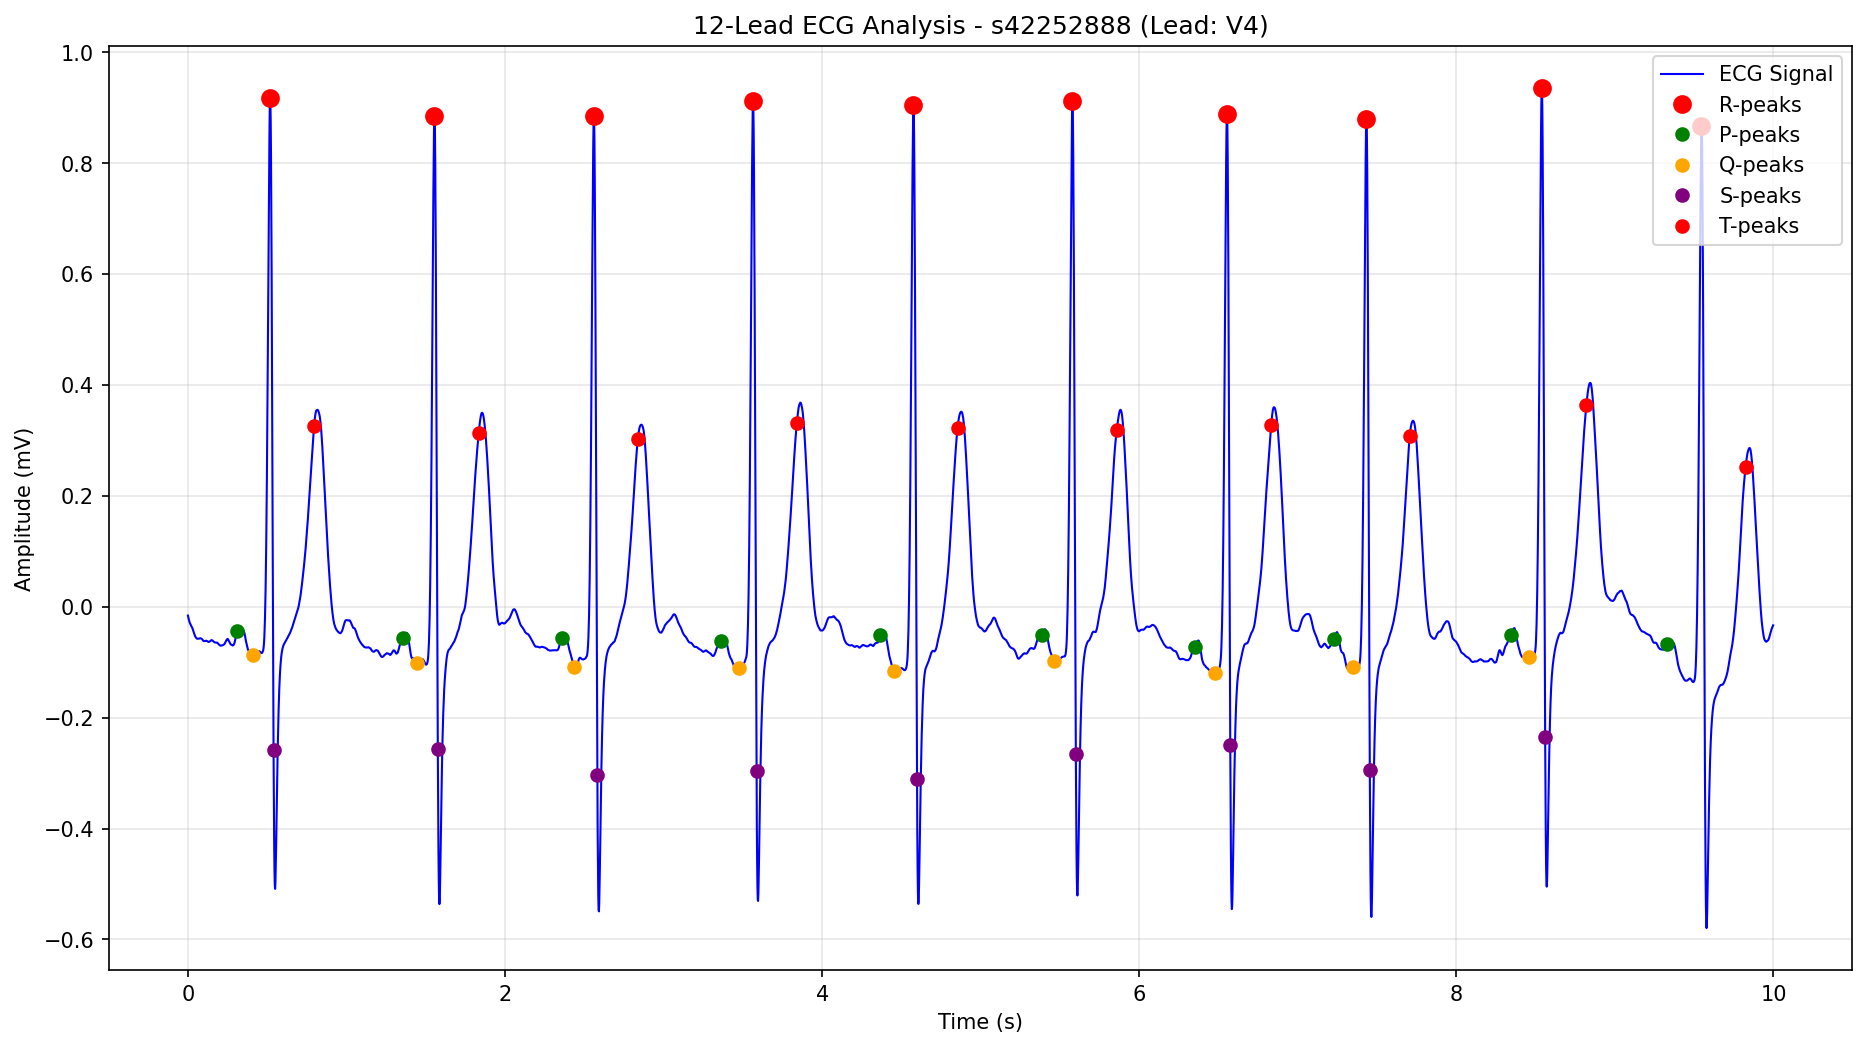 12-Lead ECG Analysis - s42252888 (Lead: V4)
ECG Signal
R-peaks
P-peaks
Q-peaks
S-peaks
T-peaks
1.0
0.8
0.6
0.4
0.2
0.0
−0.2
−0.4
−0.6
Amplitude (mV)
0 2 4 6 8 10
Time (s)